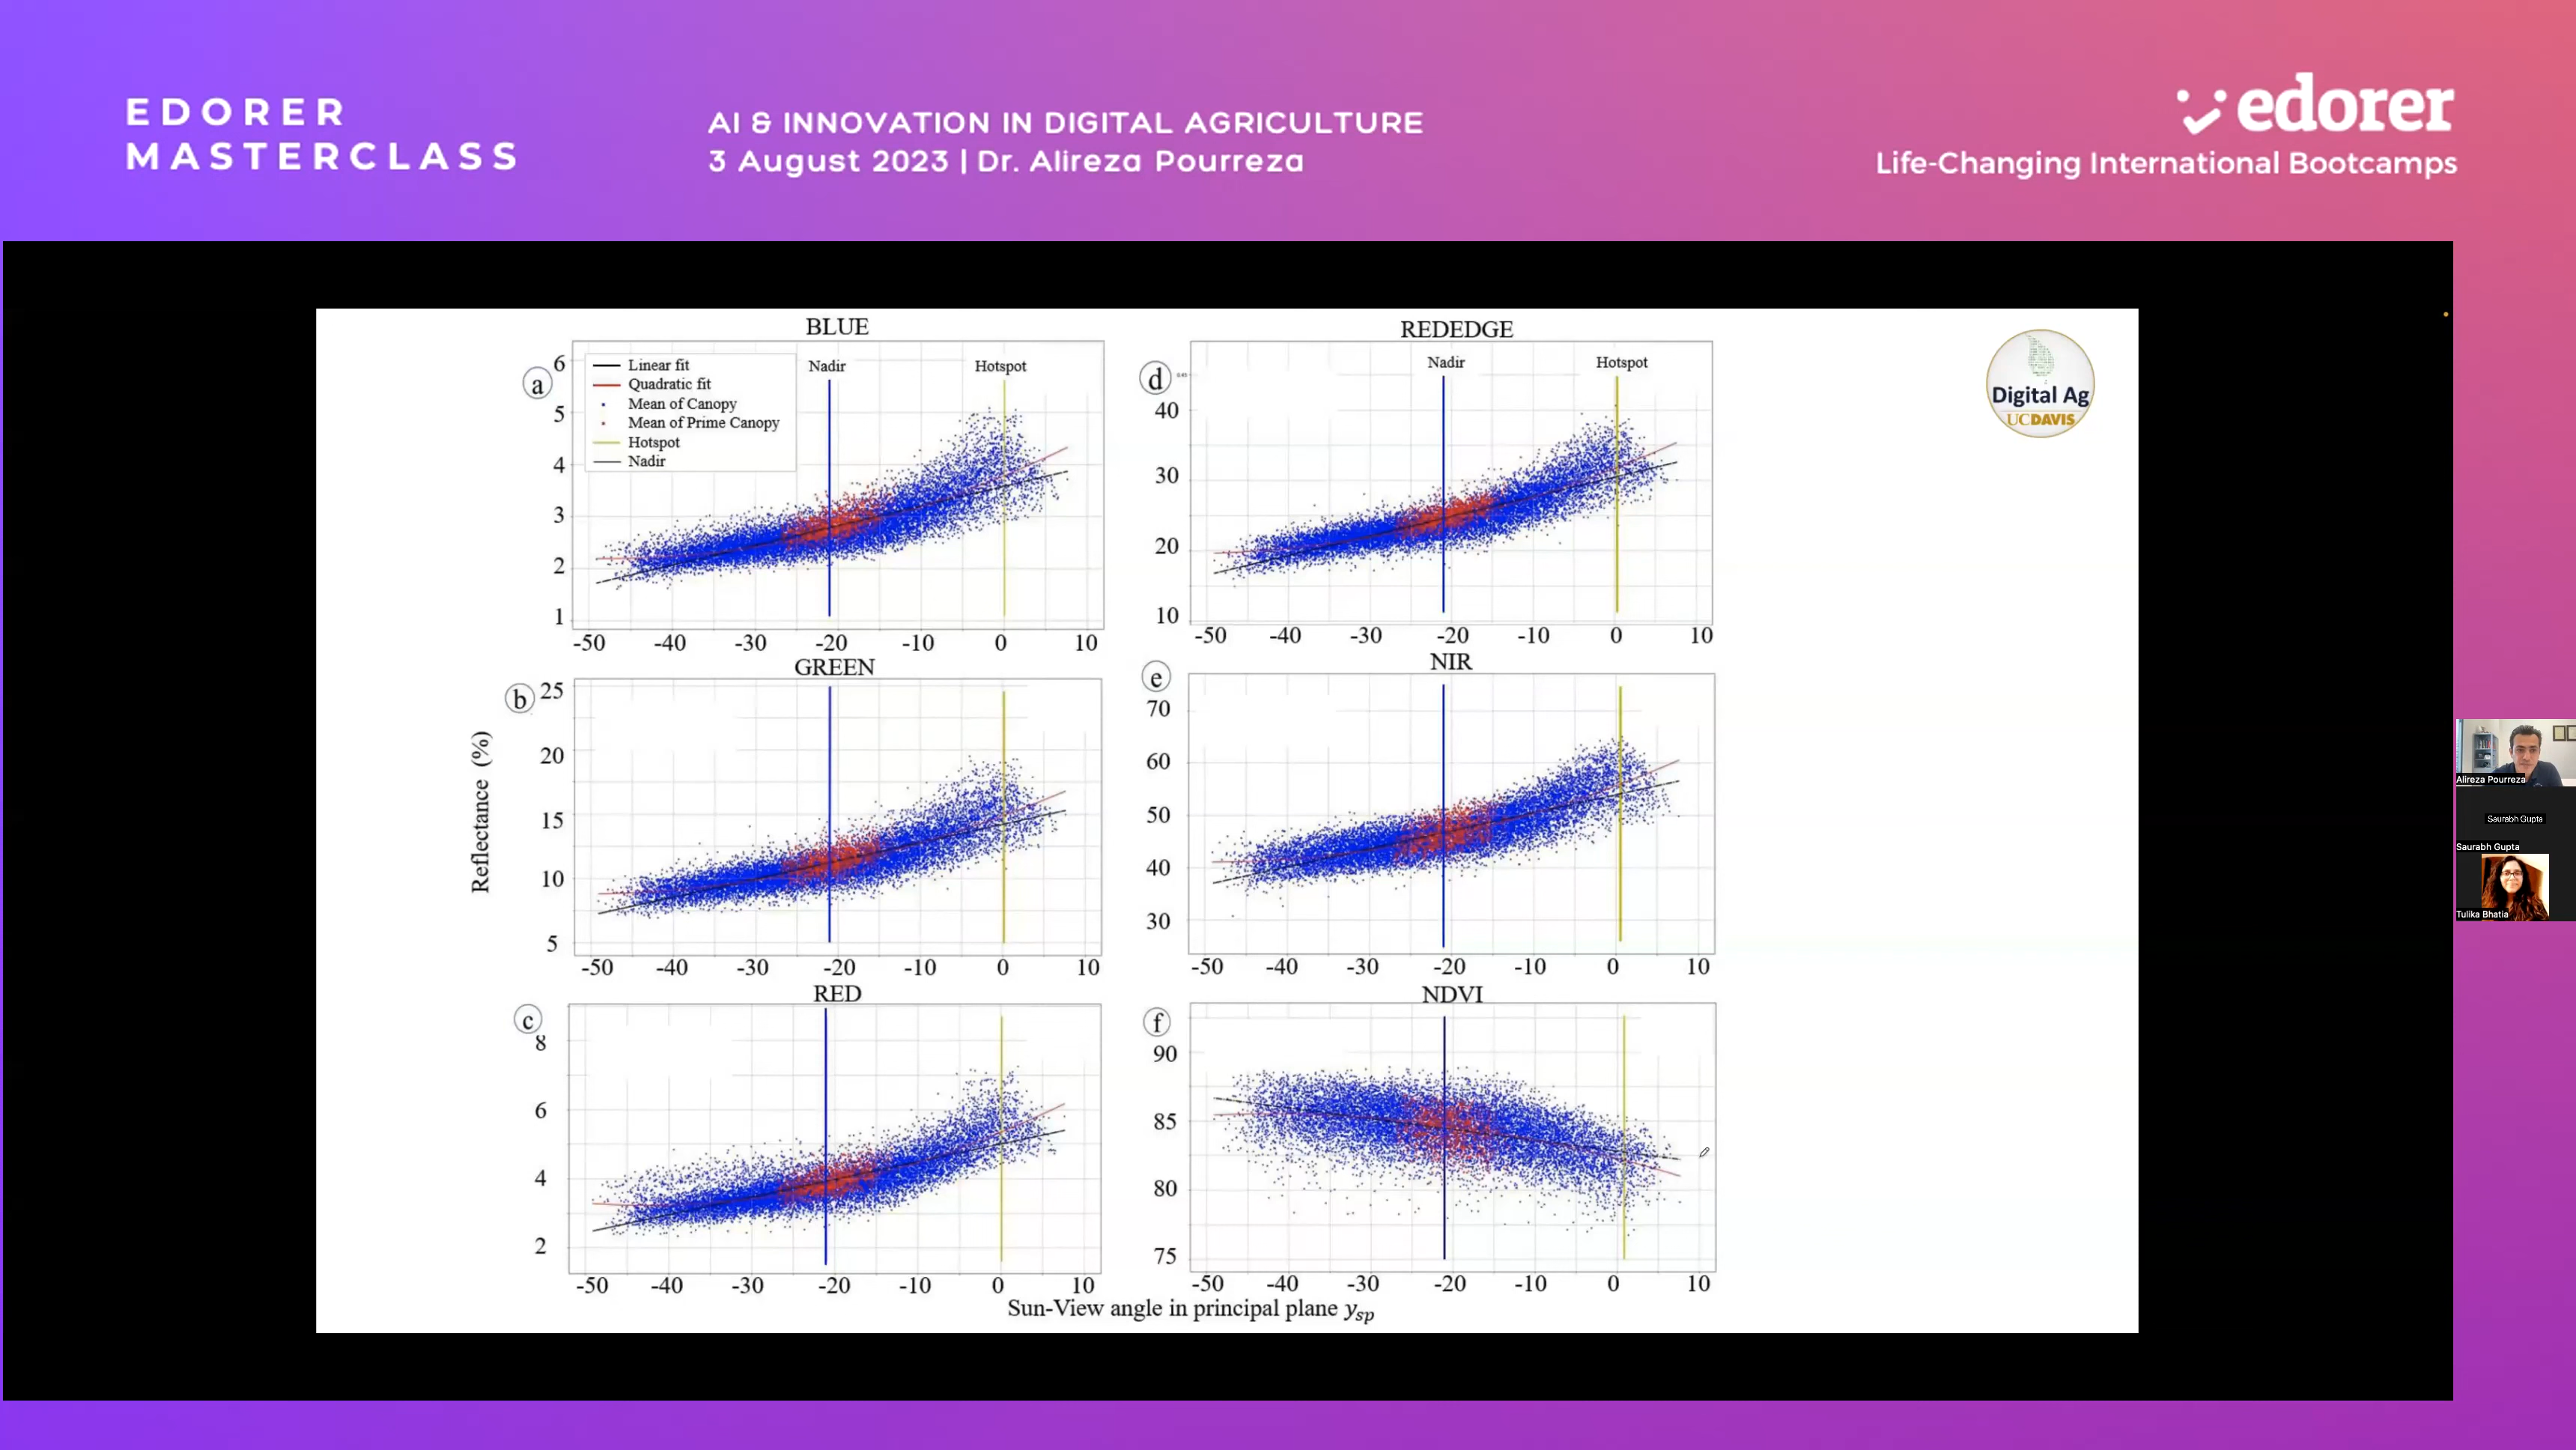 EDORER
MASTERCLASS
AI & INNOVATION IN DIGITAL AGRICULTURE
3 August 2023 | Dr. Alireza Pourreza
edorer
Life-Changing International Bootcamps
BLUE
a
6
5
4
3
2
1
Linear fit
Quadratic fit
Mean of Canopy
Mean of Prime Canopy
Hotspot
Nadir
Nadir
Hotspot
-50 -40 -30 -20 -10 0 10
REDEDGE
d
Nadir
Hotspot
40
30
20
10
-50 -40 -30 -20 -10 0 10
Digital Ag
UCDAVIS
GREEN
b
25
20
15
10
5
-50 -40 -30 -20 -10 0 10
NIR
e
70
60
50
40
30
-50 -40 -30 -20 -10 0 10
Reflectance (%)
RED
c
8
6
4
2
-50 -40 -30 -20 -10 0 10
NDVI
f
90
85
80
75
-50 -40 -30 -20 -10 0 10
Sun-View angle in principal plane ysp
Alireza Pourreza
Saurabh Gupta
Saurabh Gupta
Tulika Bhatia